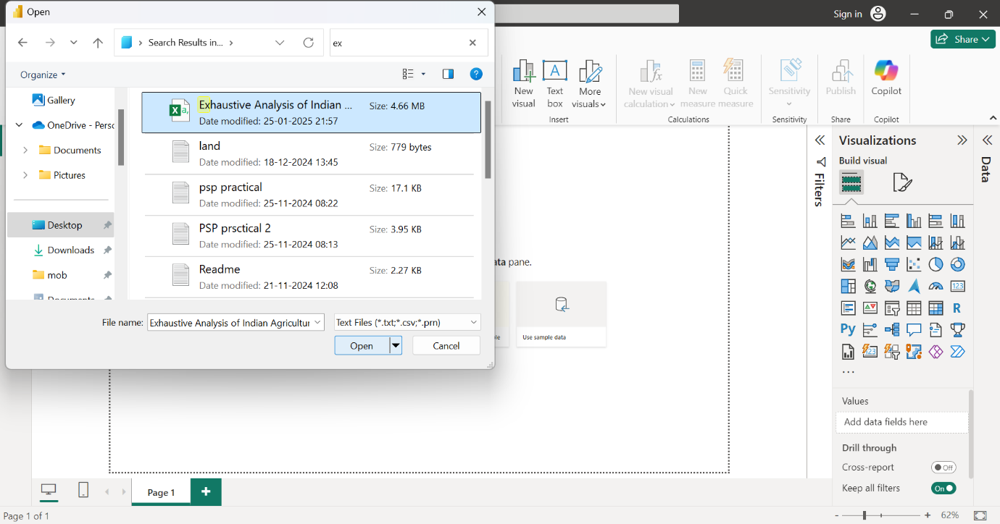 Open
Search Results in...
ex
Organize
Gallery
OneDrive - Perso
Documents
Pictures
Desktop
Downloads
mob
Documents
Exhaustive Analysis of Indian ...
Size: 4.66 MB
Date modified: 25-01-2025 21:57
land
Size: 779 bytes
Date modified: 18-12-2024 13:45
psp practical
Size: 17.1 KB
Date modified: 25-11-2024 08:22
PSP prsctical 2
Size: 3.95 KB
Date modified: 25-11-2024 08:13
Readme
Size: 2.27 KB
Date modified: 21-11-2024 12:08
File name:
Exhaustive Analysis of Indian Agricultur
Text Files (*.txt;*.csv;*.prn)
Open
Cancel
Sign in
Share
New visual
Text box
More visuals
Insert
New visual calculation
New measure
Quick measure
Calculations
Sensitivity
Sensitivity
Publish
Share
Copilot
Copilot
ata pane.
ple
Use sample data
Filters
Visualizations
Build visual
Data
123
R
Py
123
...
Values
Add data fields here
Drill through
Cross-report
Off
Keep all filters
On
Page 1
+
Page 1 of 1
- + 62%